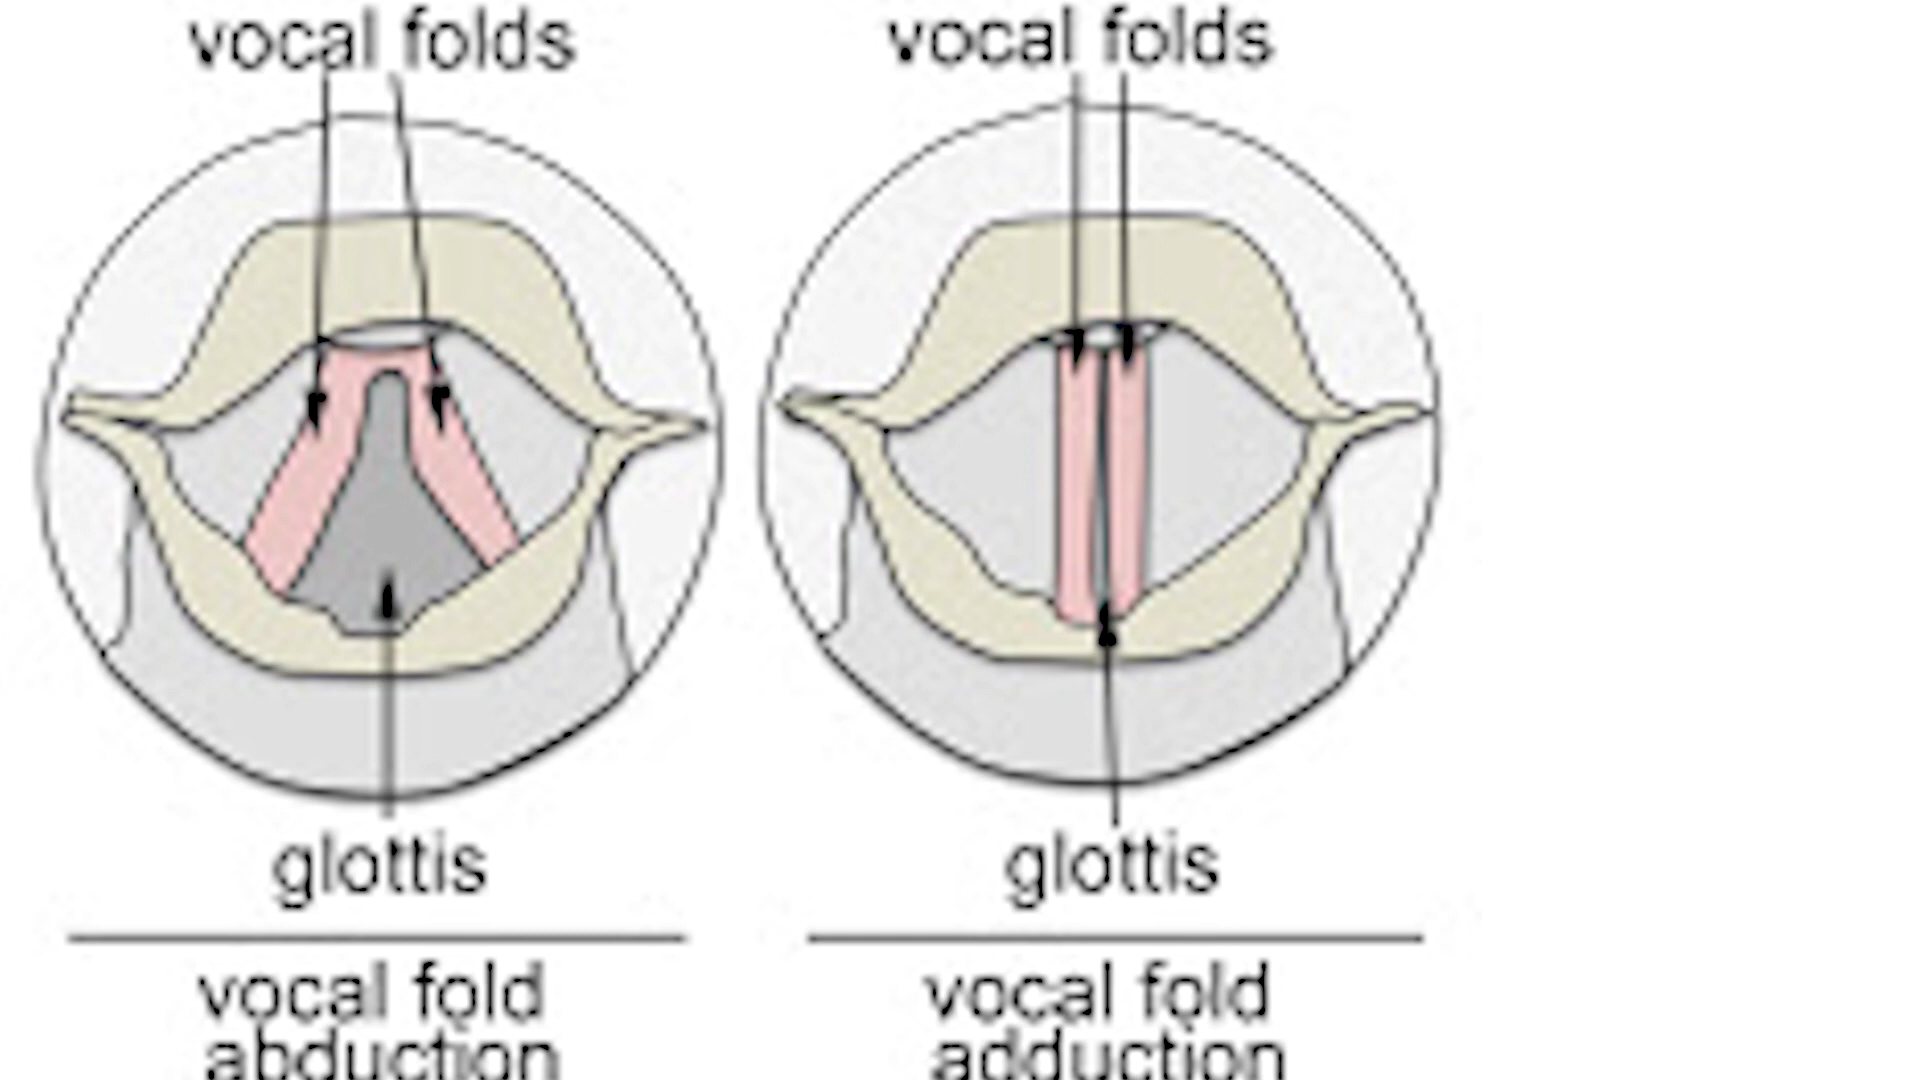 vocal folds
glottis
vocal fold
abduction
vocal folds
glottis
vocal fold
adduction